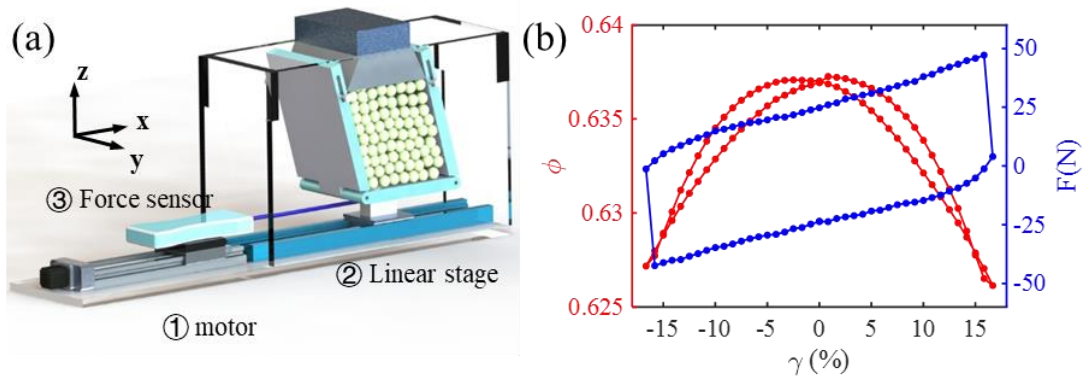 (a)
z
x
y
③ Force sensor
② Linear stage
① motor
(b)
0.64
0.635
0.63
0.625
ϕ
50
25
0
-25
-50
F(N)
-15 -10 -5 0 5 10 15
γ (%)